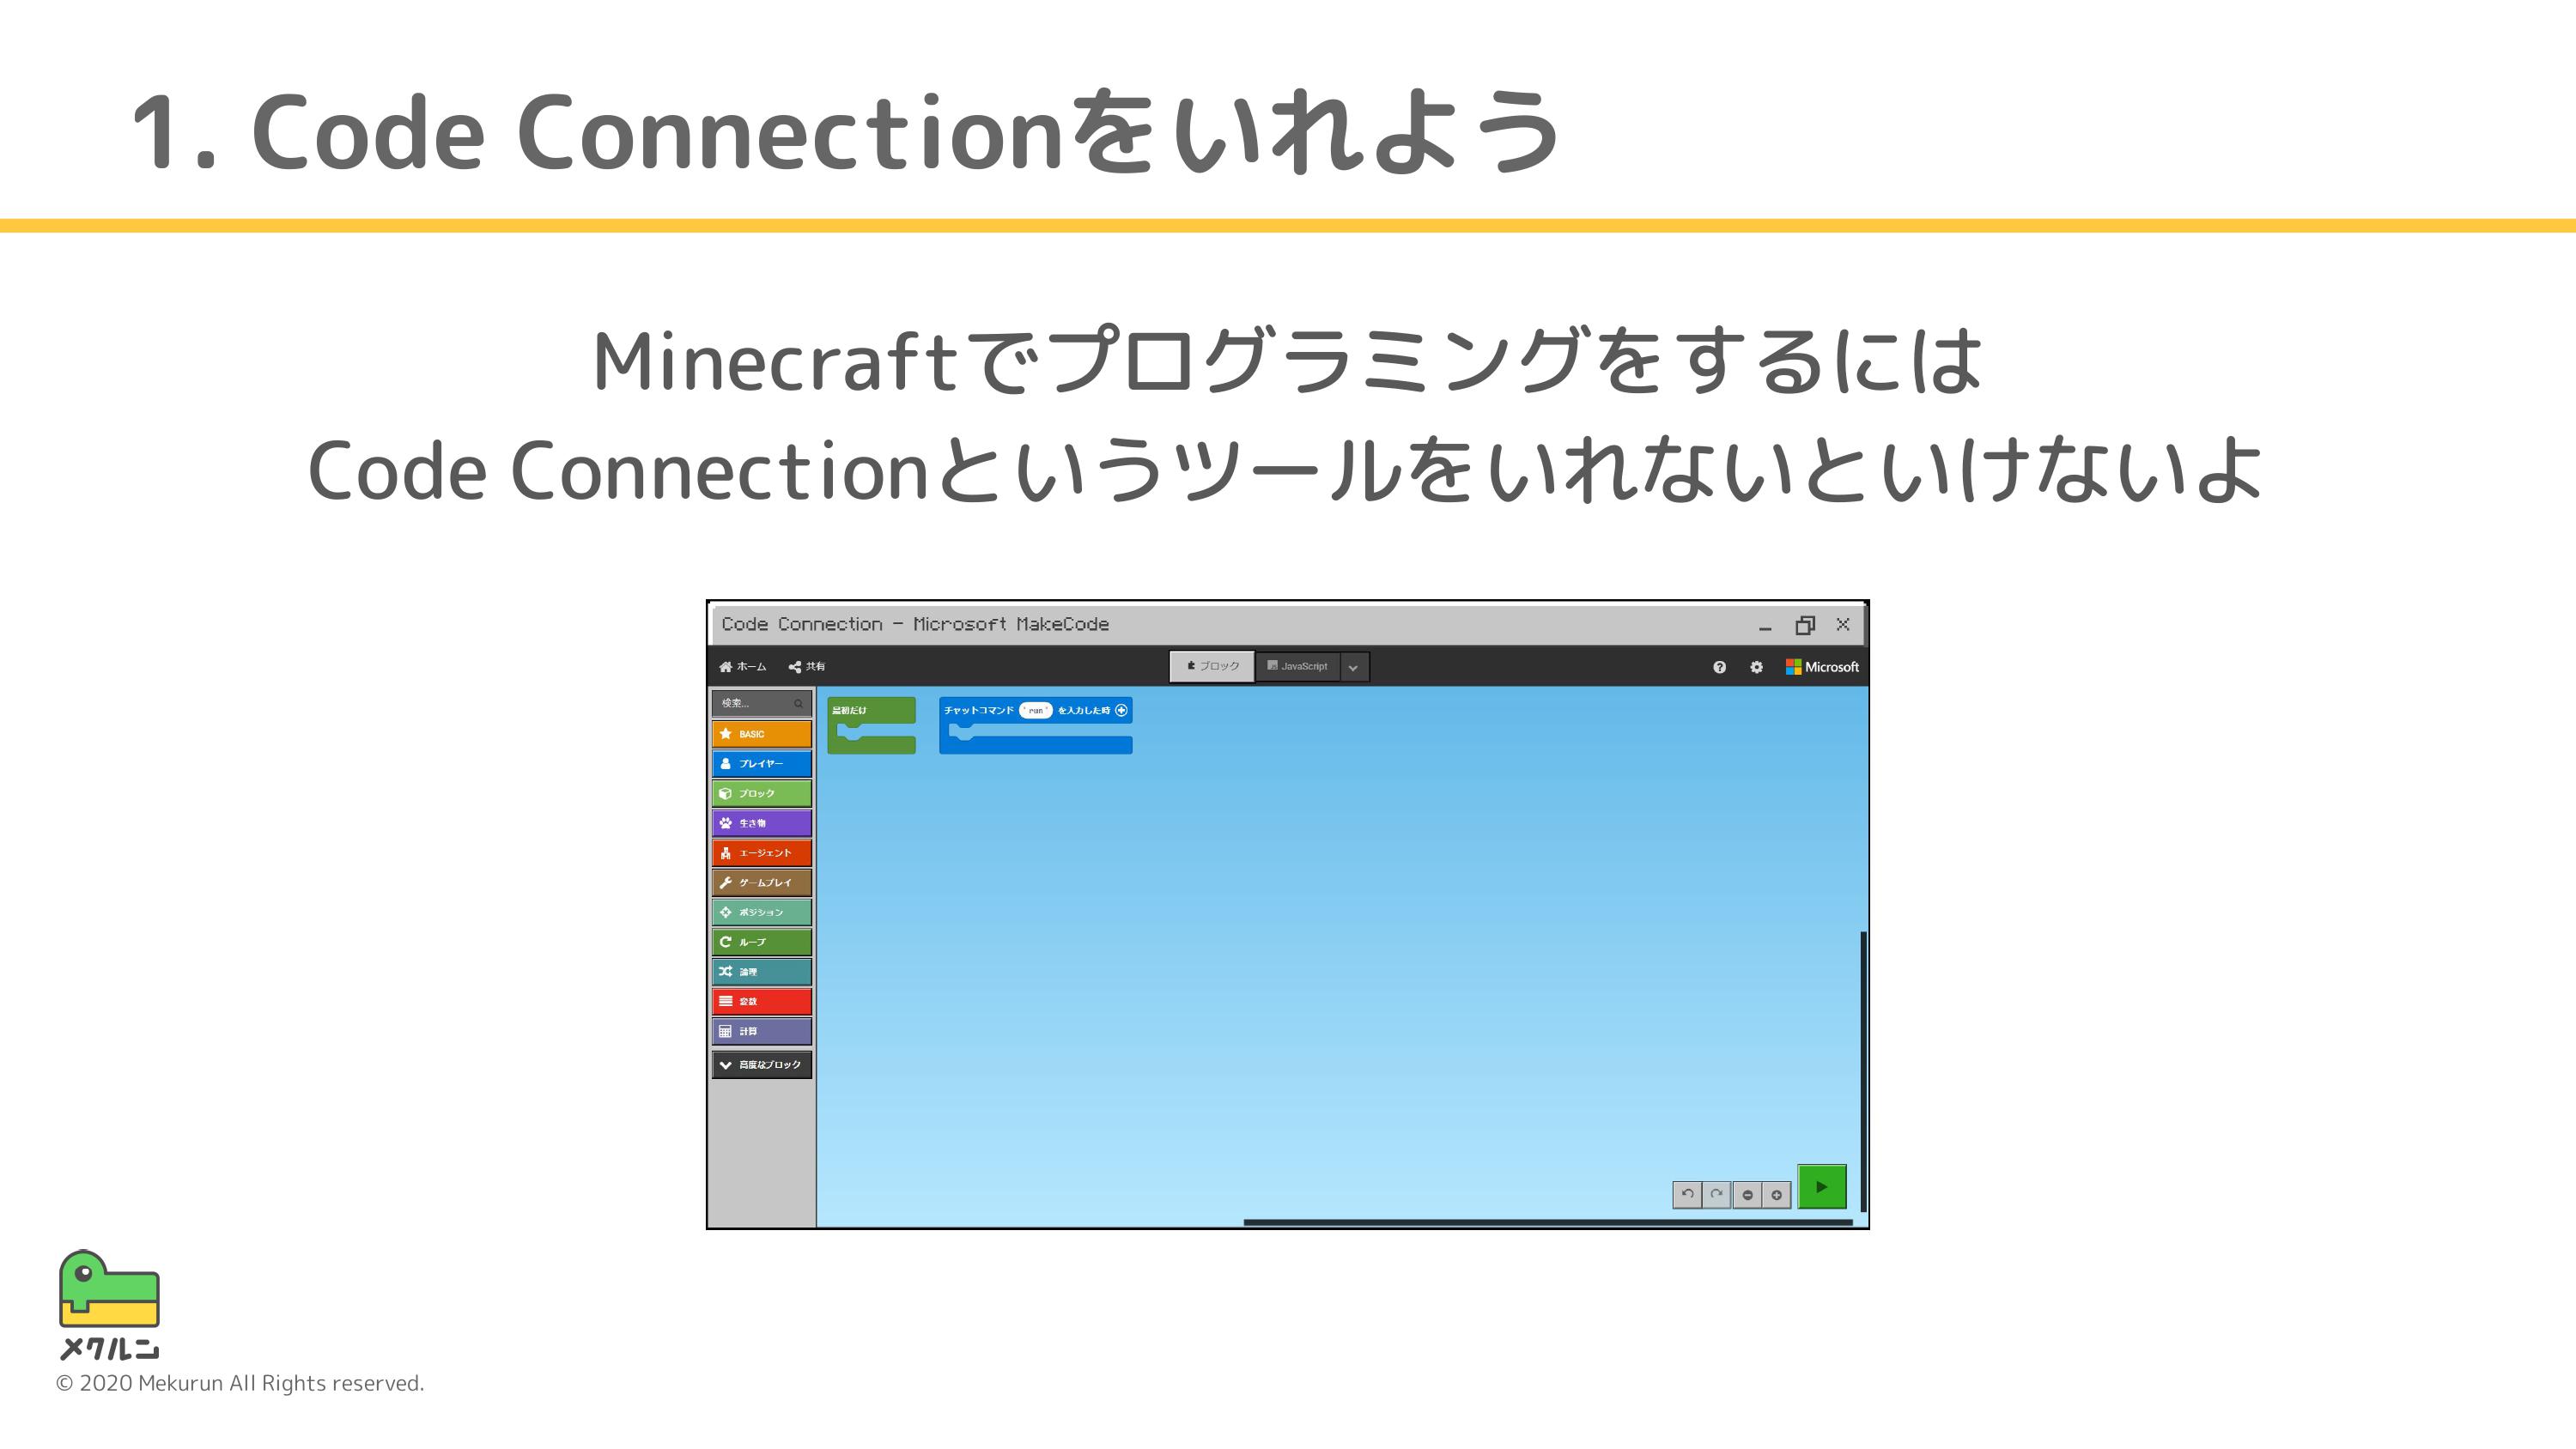 1. Code Connectionをいれよう
Minecraftでプログラミングをするには
Code Connectionというツールをいれないといけないよ
Code Connection - Microsoft MakeCode
ホーム 共有 ブロック JavaScript Microsoft
検索...
BASIC
プレイヤー
ブロック
生き物
エージェント
ゲームプレイ
ポジション
ループ
論理
変数
計算
高度なブロック
最初だけ
チャットコマンド "run" を入力した時
メクルン
© 2020 Mekurun All Rights reserved.